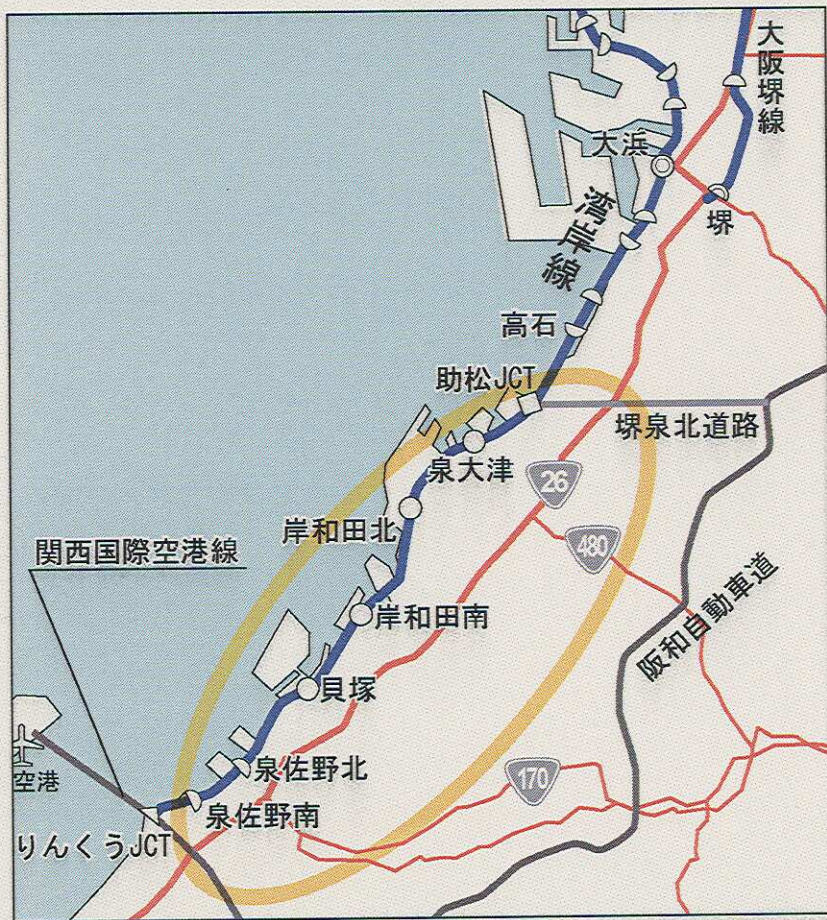 大阪堺線
大浜
堺
湾岸線
高石
助松JCT
堺泉北道路
泉大津
26
岸和田北
480
関西国際空港線
岸和田南
阪和自動車道
貝塚
空港
泉佐野北
170
泉佐野南
りんくうJCT